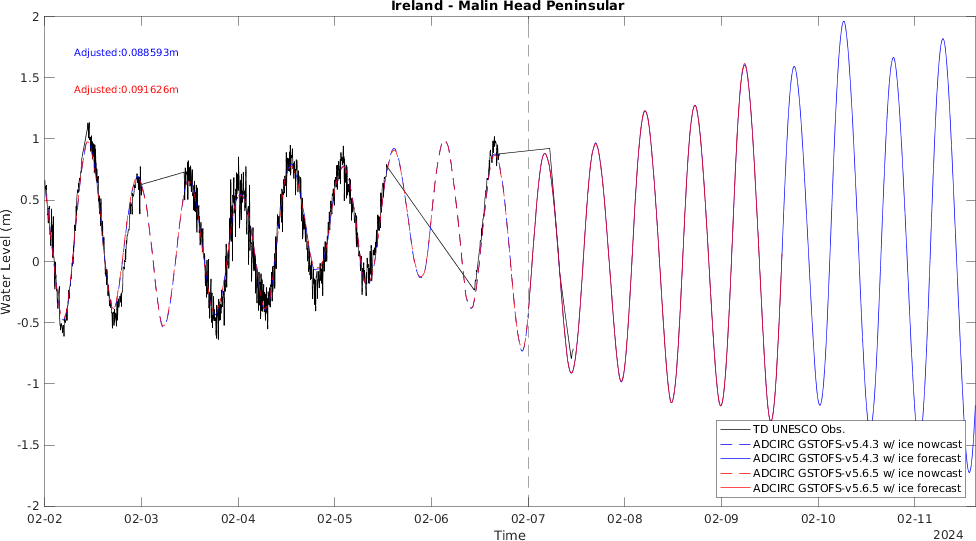 Ireland - Malin Head Peninsular
Adjusted:0.088593m
Adjusted:0.091626m
Water Level (m)
2
1.5
1
0.5
0
-0.5
-1
-1.5
-2
TD UNESCO Obs.
ADCIRC GSTOFS-v5.4.3 w/ ice nowcast
ADCIRC GSTOFS-v5.4.3 w/ ice forecast
ADCIRC GSTOFS-v5.6.5 w/ ice nowcast
ADCIRC GSTOFS-v5.6.5 w/ ice forecast
02-02 02-03 02-04 02-05 02-06 02-07 02-08 02-09 02-10 02-11
Time
2024